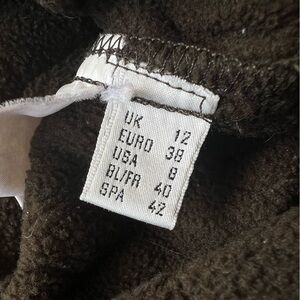 UK 12
EURO 38
USA 8
BL/FR 40
SPA 42